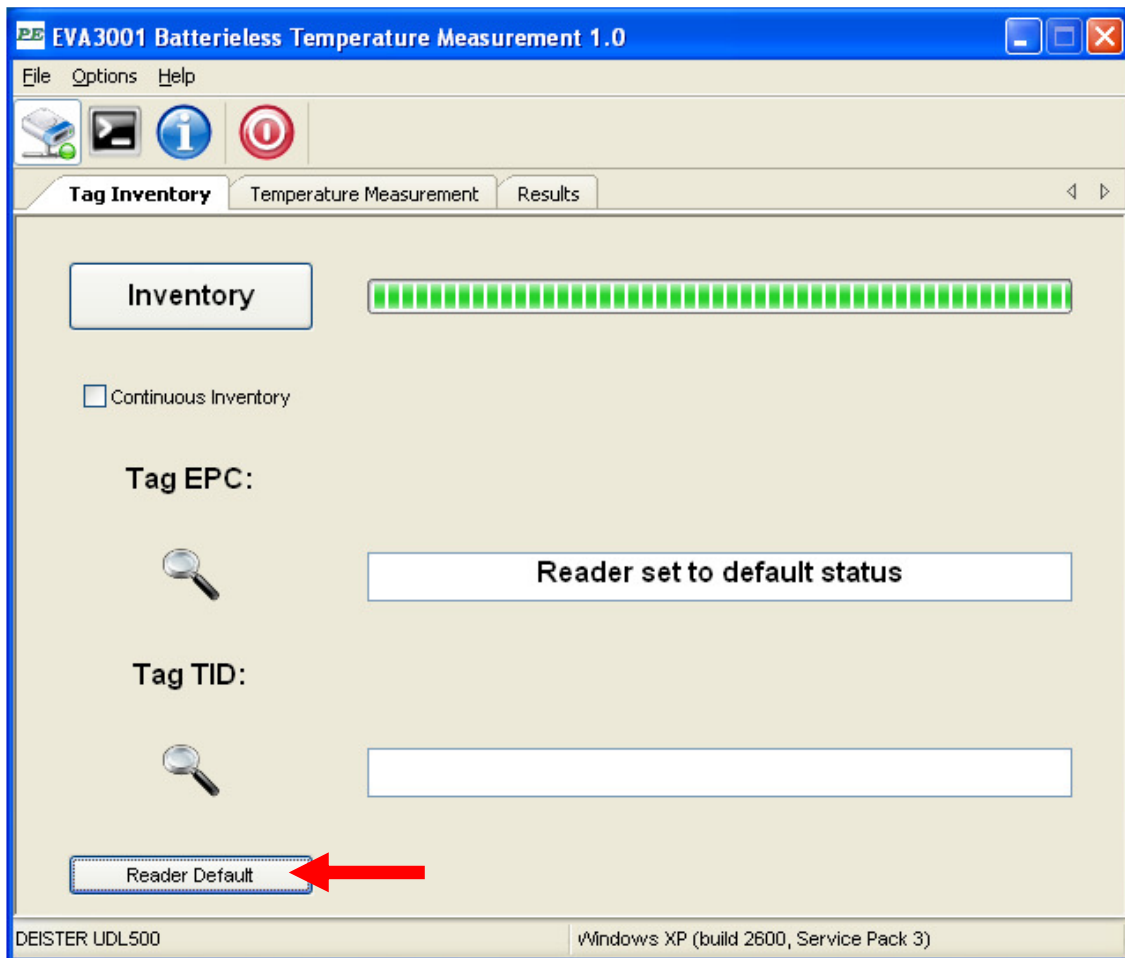 PE EVA3001 Batterieless Temperature Measurement 1.0
File Options Help
Tag Inventory Temperature Measurement Results
Inventory
Continuous Inventory
Tag EPC:
Reader set to default status
Tag TID:
Reader Default
DEISTER UDL500 Windows XP (build 2600, Service Pack 3)